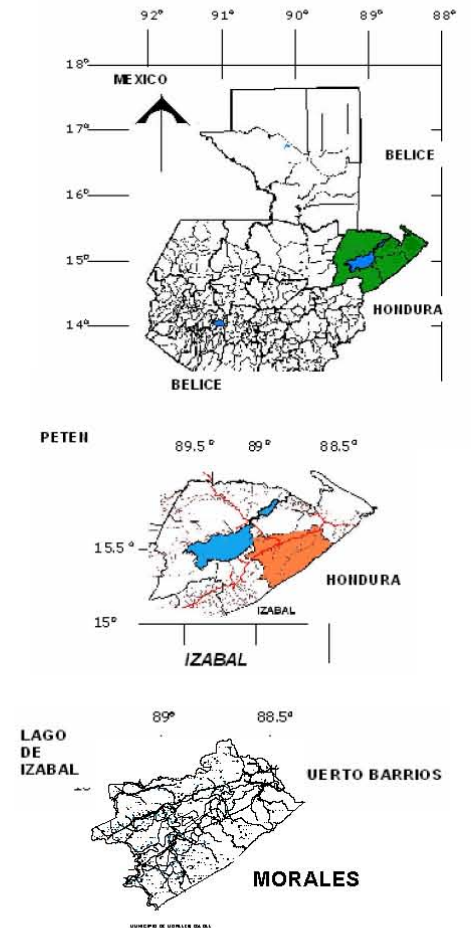 92° 91° 90° 89° 88°
18°
MEXICO
17°
BELICE
16°
15°
HONDURA
14°
BELICE
PETEN
89.5° 89° 88.5°
15.5°
HONDURA
IZABAL
15°
IZABAL
89° 88.5°
LAGO
DE
IZABAL
UERTO BARRIOS
MORALES